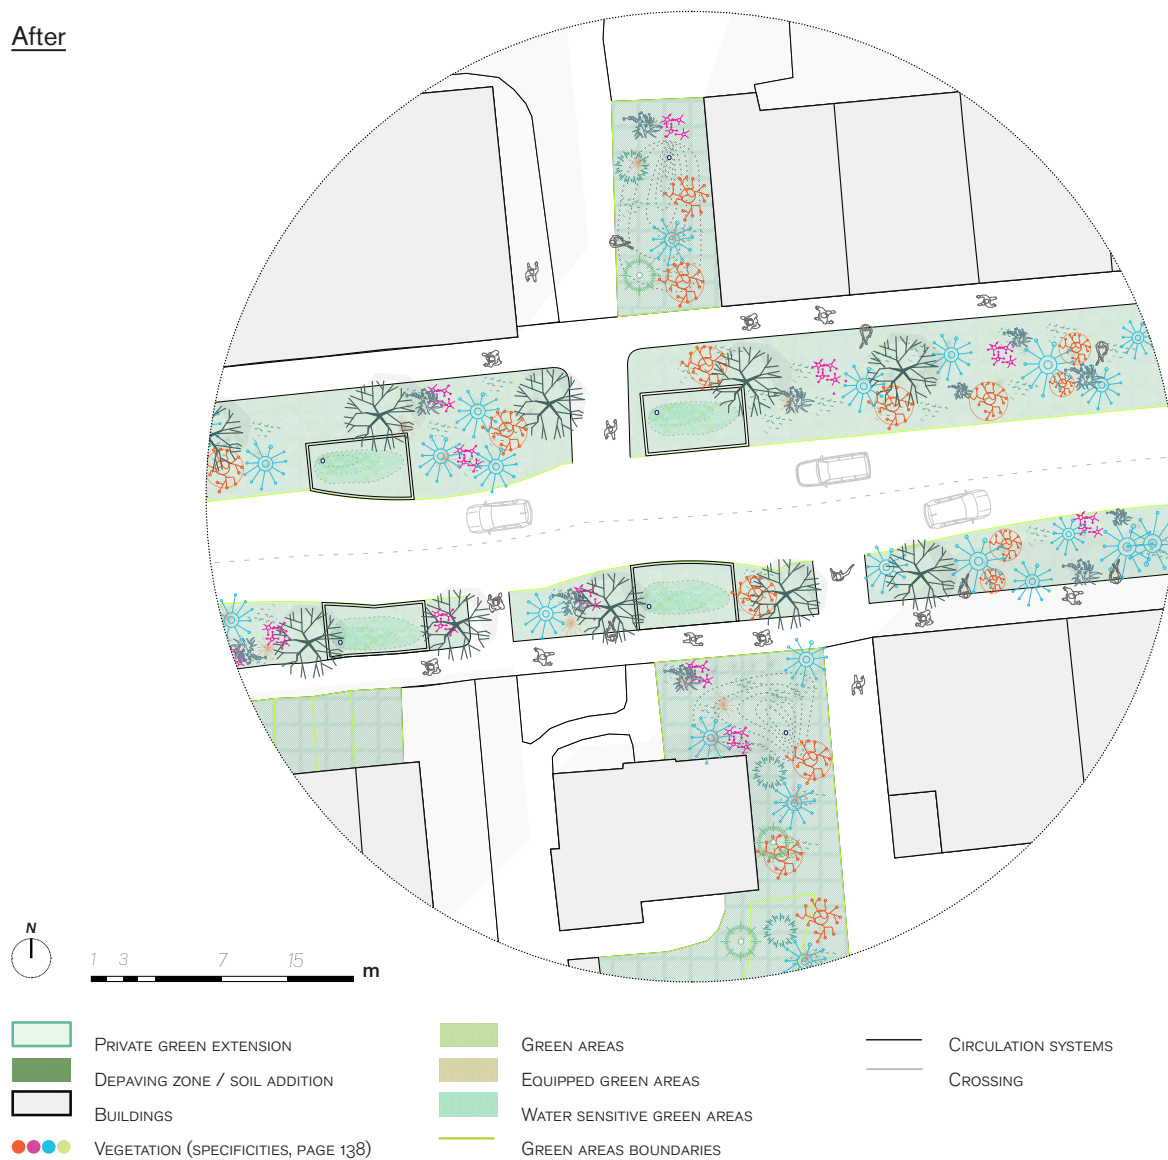 After
N
1 3 7 15 m
Private green extension
Depaving zone / soil addition
Buildings
Vegetation (specificities, page 138)
Green areas
Equipped green areas
Water sensitive green areas
Green areas boundaries
Circulation systems
Crossing